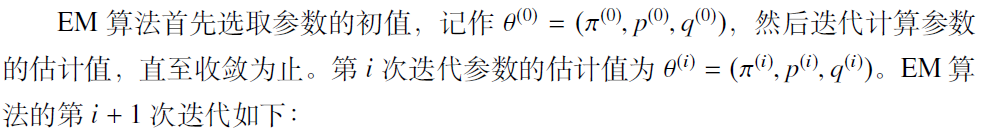 EM 算法首先选取参数的初值，记作 θ^(0) = (π^(0), p^(0), q^(0))，然后迭代计算参数
的估计值，直至收敛为止。第 i 次迭代参数的估计值为 θ^(i) = (π^(i), p^(i), q^(i))。EM 算
法的第 i + 1 次迭代如下：